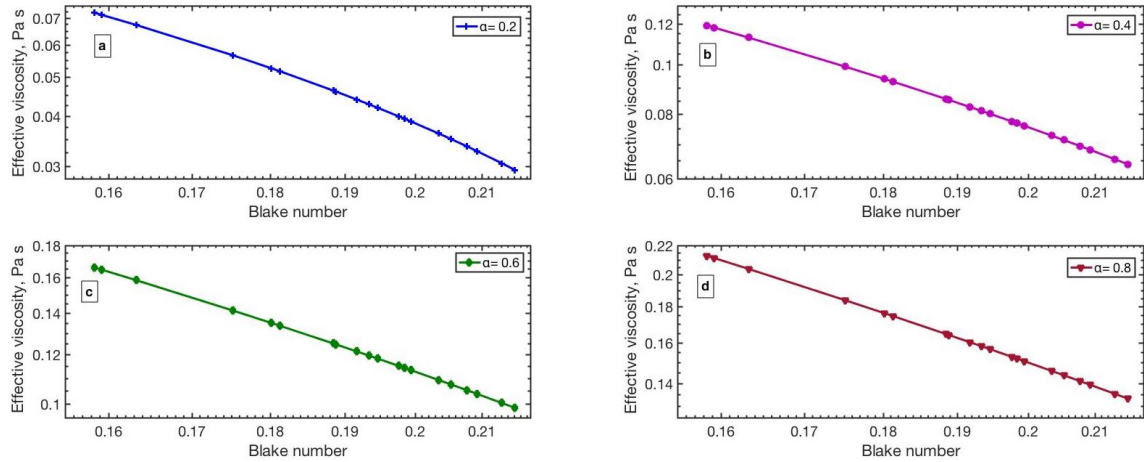 0.07
0.06
0.05
0.04
0.03
Effective viscosity, Pa s
a
α= 0.2
0.16 0.17 0.18 0.19 0.2 0.21
Blake number
0.12
0.1
0.08
0.06
Effective viscosity, Pa s
b
α= 0.4
0.16 0.17 0.18 0.19 0.2 0.21
Blake number
0.18
0.16
0.14
0.12
0.1
Effective viscosity, Pa s
c
α= 0.6
0.16 0.17 0.18 0.19 0.2 0.21
Blake number
0.22
0.2
0.18
0.16
0.14
Effective viscosity, Pa s
d
α= 0.8
0.16 0.17 0.18 0.19 0.2 0.21
Blake number